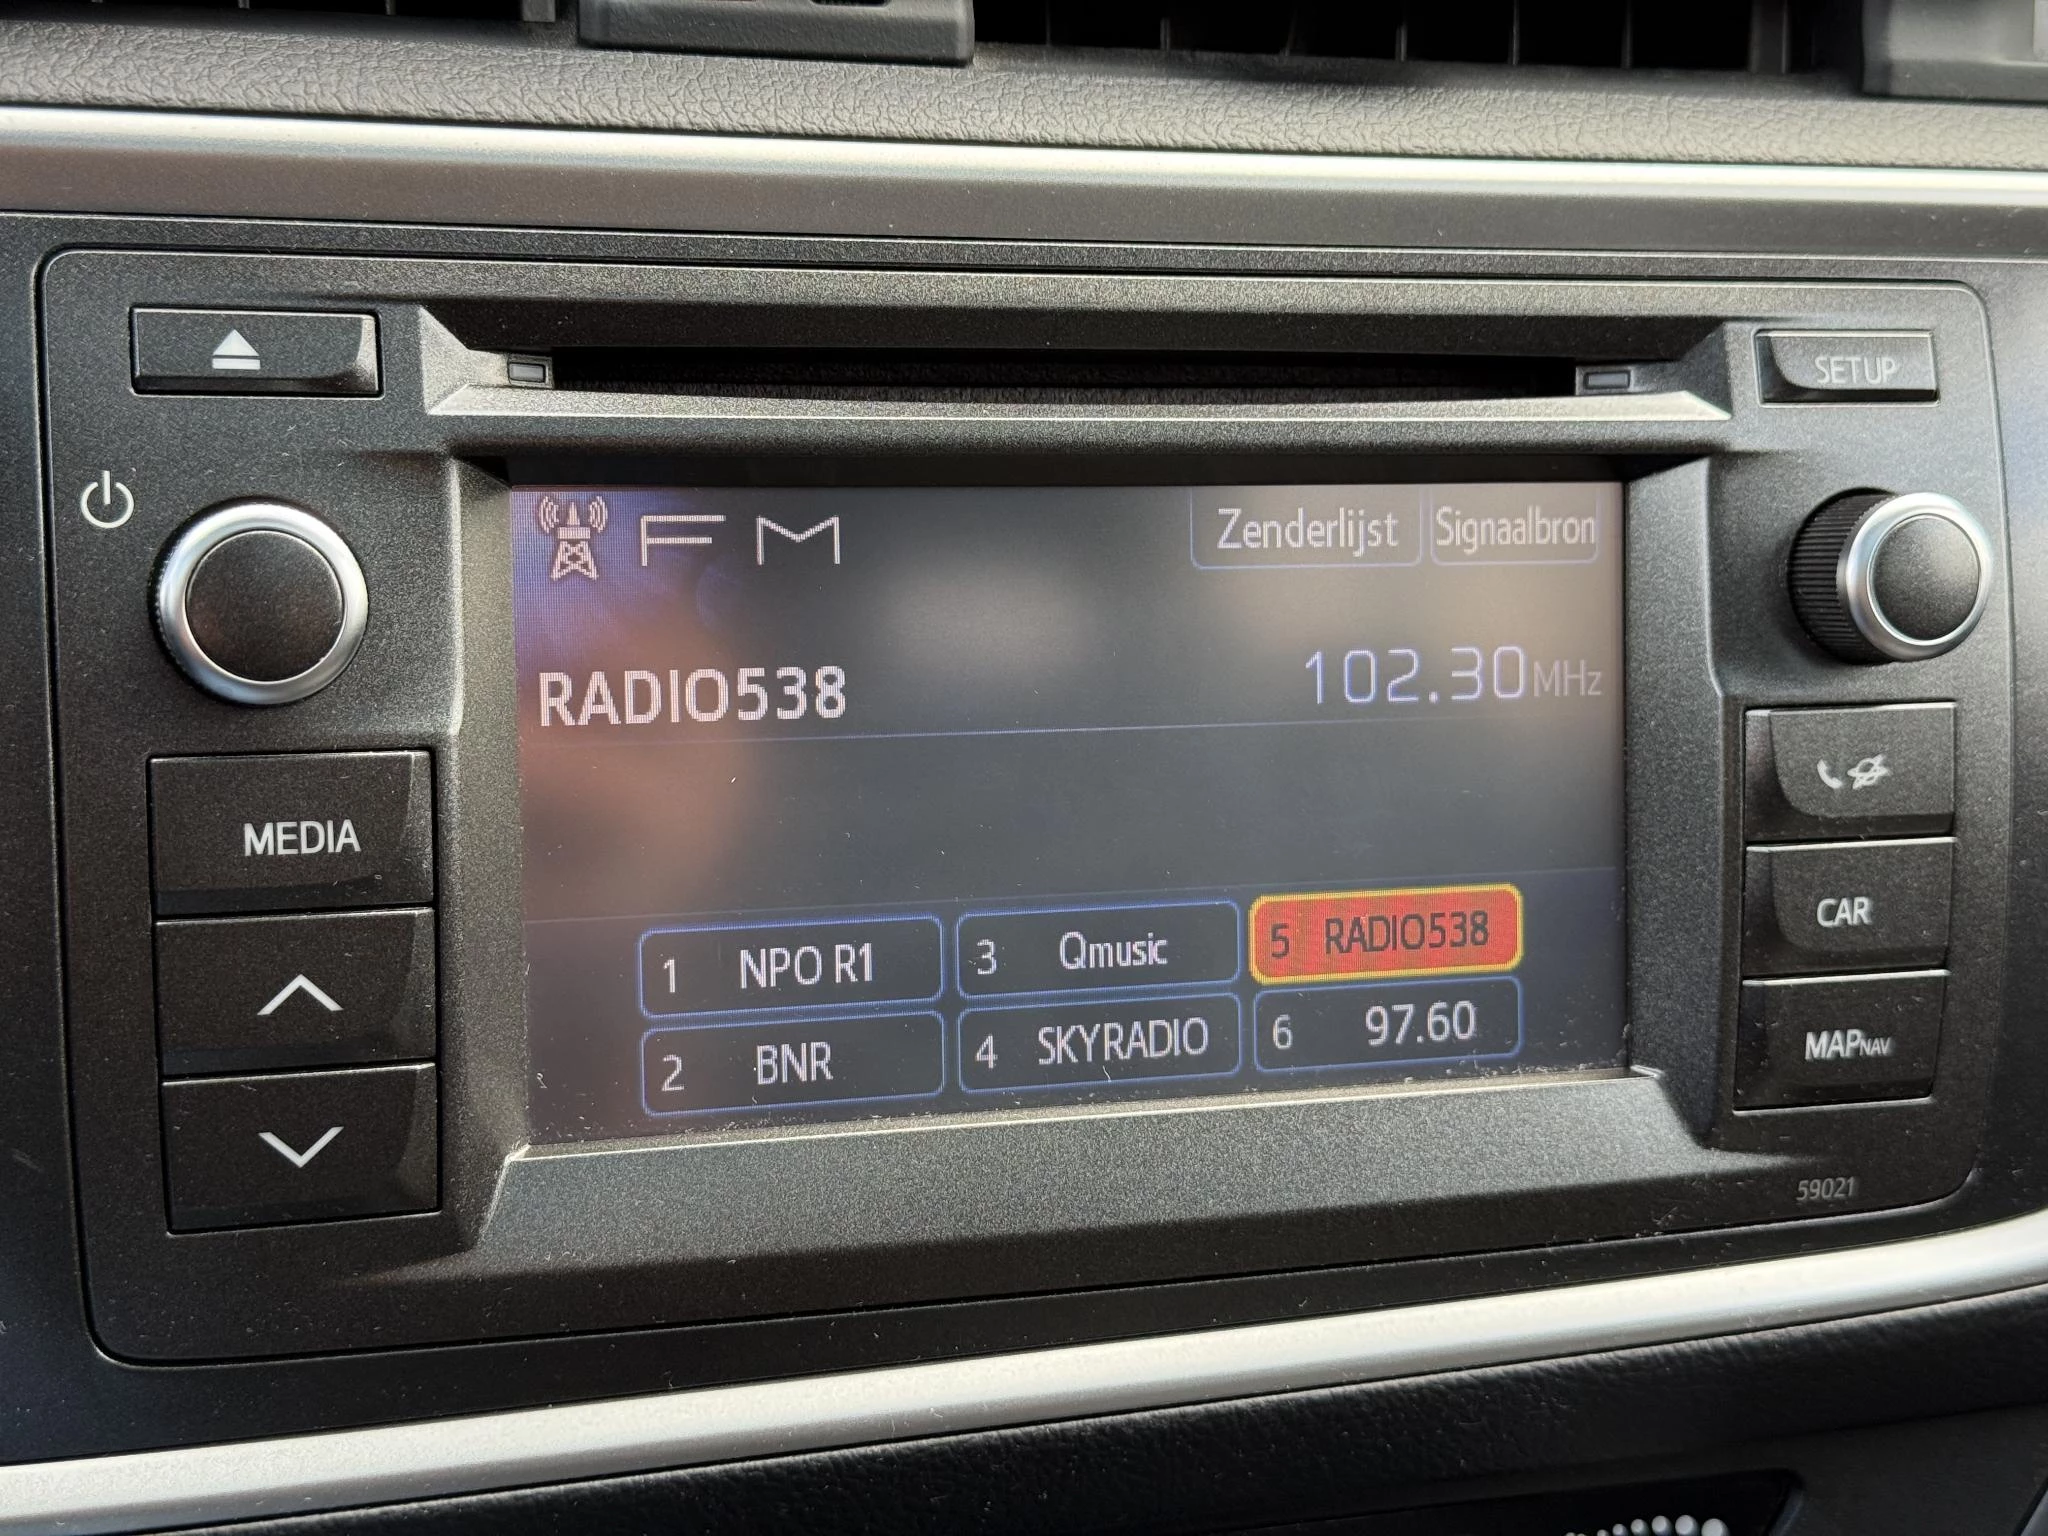 SETUP
FM
Zenderlijst
Signaalbron
RADIO538
102.30MHz
MEDIA
CAR
MAPNAV
1 NPO R1
3 Qmusic
5 RADIO538
2 BNR
4 SKYRADIO
6 97.60
59021